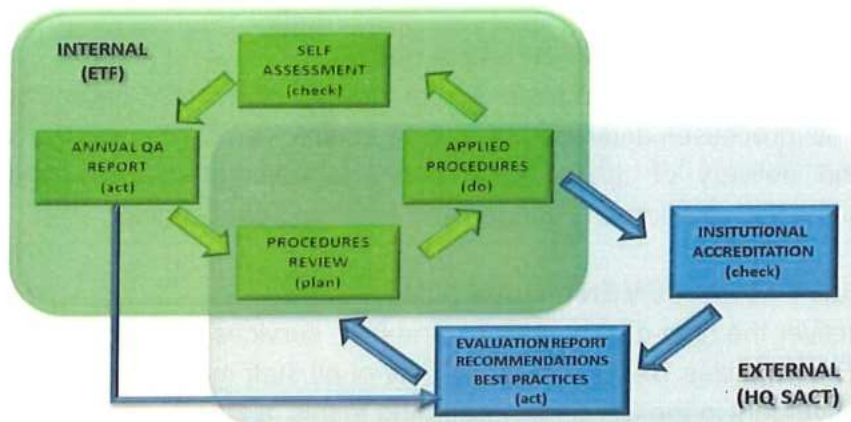 INTERNAL
(ETF)
SELF
ASSESSMENT
(check)
ANNUAL QA
REPORT
(act)
APPLIED
PROCEDURES
(do)
PROCEDURES
REVIEW
(plan)
INSITUTIONAL
ACCREDITATION
(check)
EVALUATION REPORT
RECOMMENDATIONS
BEST PRACTICES
(act)
EXTERNAL
(HQ SACT)